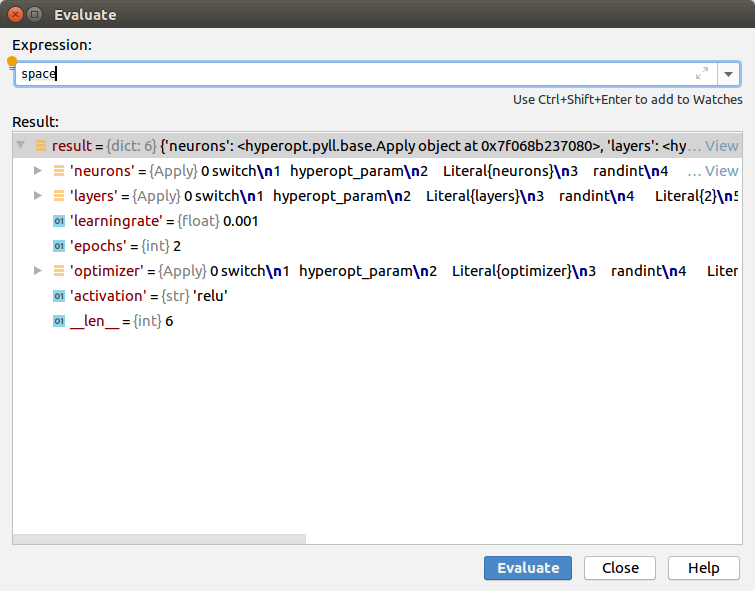 Evaluate
Expression:
space
Use Ctrl+Shift+Enter to add to Watches
Result:
result = {dict: 6} {'neurons': <hyperopt.pyll.base.Apply object at 0x7f068b237080>, 'layers': <hy... View
'neurons' = {Apply} 0 switch\n1 hyperopt_param\n2 Literal{neurons}\n3 randint\n4 ... View
'layers' = {Apply} 0 switch\n1 hyperopt_param\n2 Literal{layers}\n3 randint\n4 Literal{2}\n5
01 'learningrate' = {float} 0.001
01 'epochs' = {int} 2
'optimizer' = {Apply} 0 switch\n1 hyperopt_param\n2 Literal{optimizer}\n3 randint\n4 Liter
01 'activation' = {str} 'relu'
01 __len__ = {int} 6
Evaluate Close Help